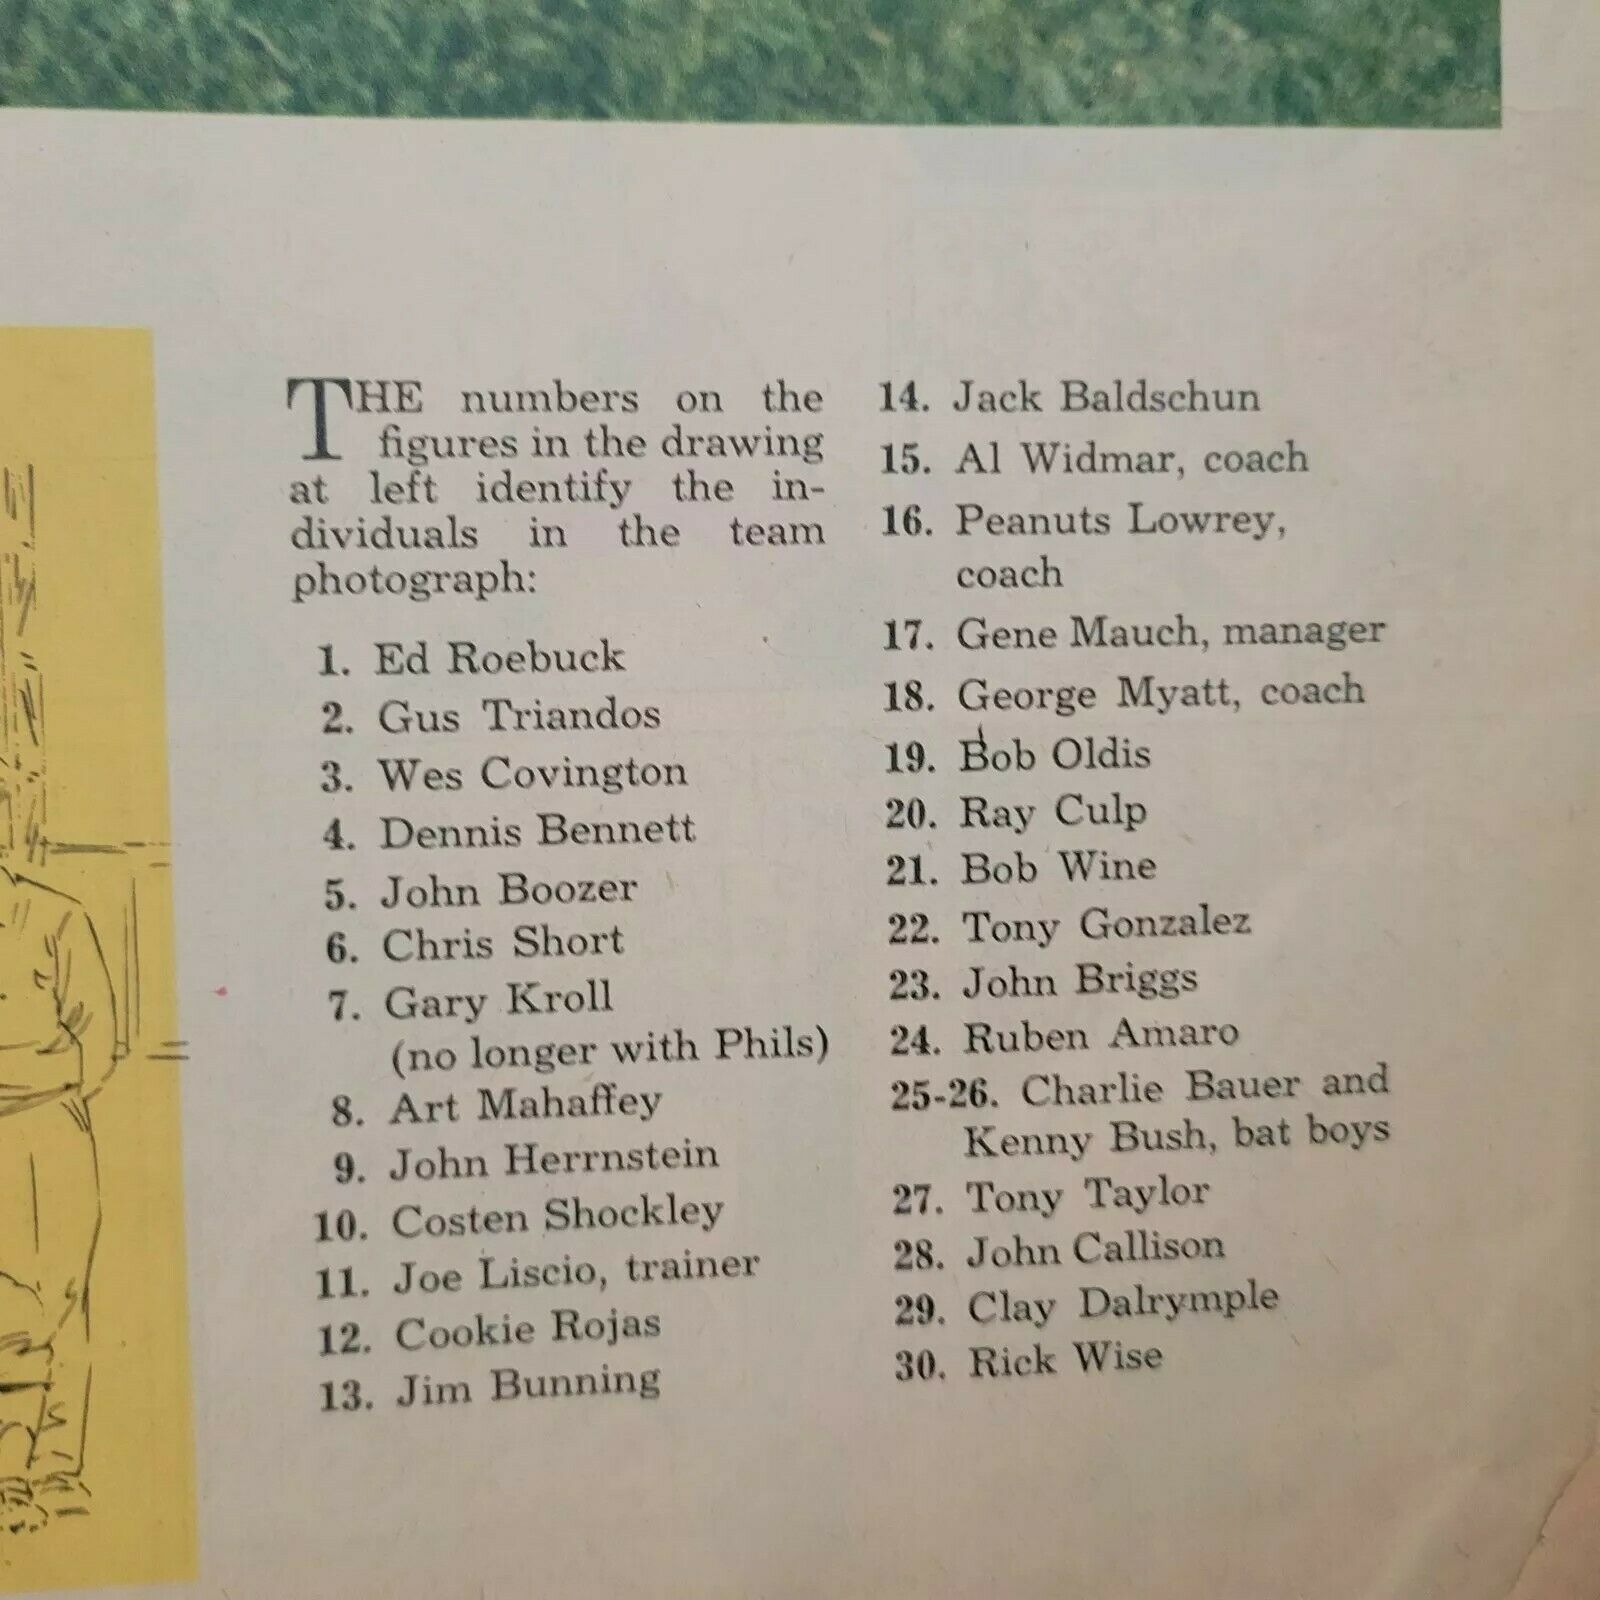 THE numbers on the
figures in the drawing
at left identify the in-
dividuals in the team
photograph:
1. Ed Roebuck
2. Gus Triandos
3. Wes Covington
4. Dennis Bennett
5. John Boozer
6. Chris Short
7. Gary Kroll
(no longer with Phils)
8. Art Mahaffey
9. John Herrnstein
10. Costen Shockley
11. Joe Liscio, trainer
12. Cookie Rojas
13. Jim Bunning
14. Jack Baldschun
15. Al Widmar, coach
16. Peanuts Lowrey,
coach
17. Gene Mauch, manager
18. George Myatt, coach
19. Bob Oldis
20. Ray Culp
21. Bob Wine
22. Tony Gonzalez
23. John Briggs
24. Ruben Amaro
25-26. Charlie Bauer and
Kenny Bush, bat boys
27. Tony Taylor
28. John Callison
29. Clay Dalrymple
30. Rick Wise